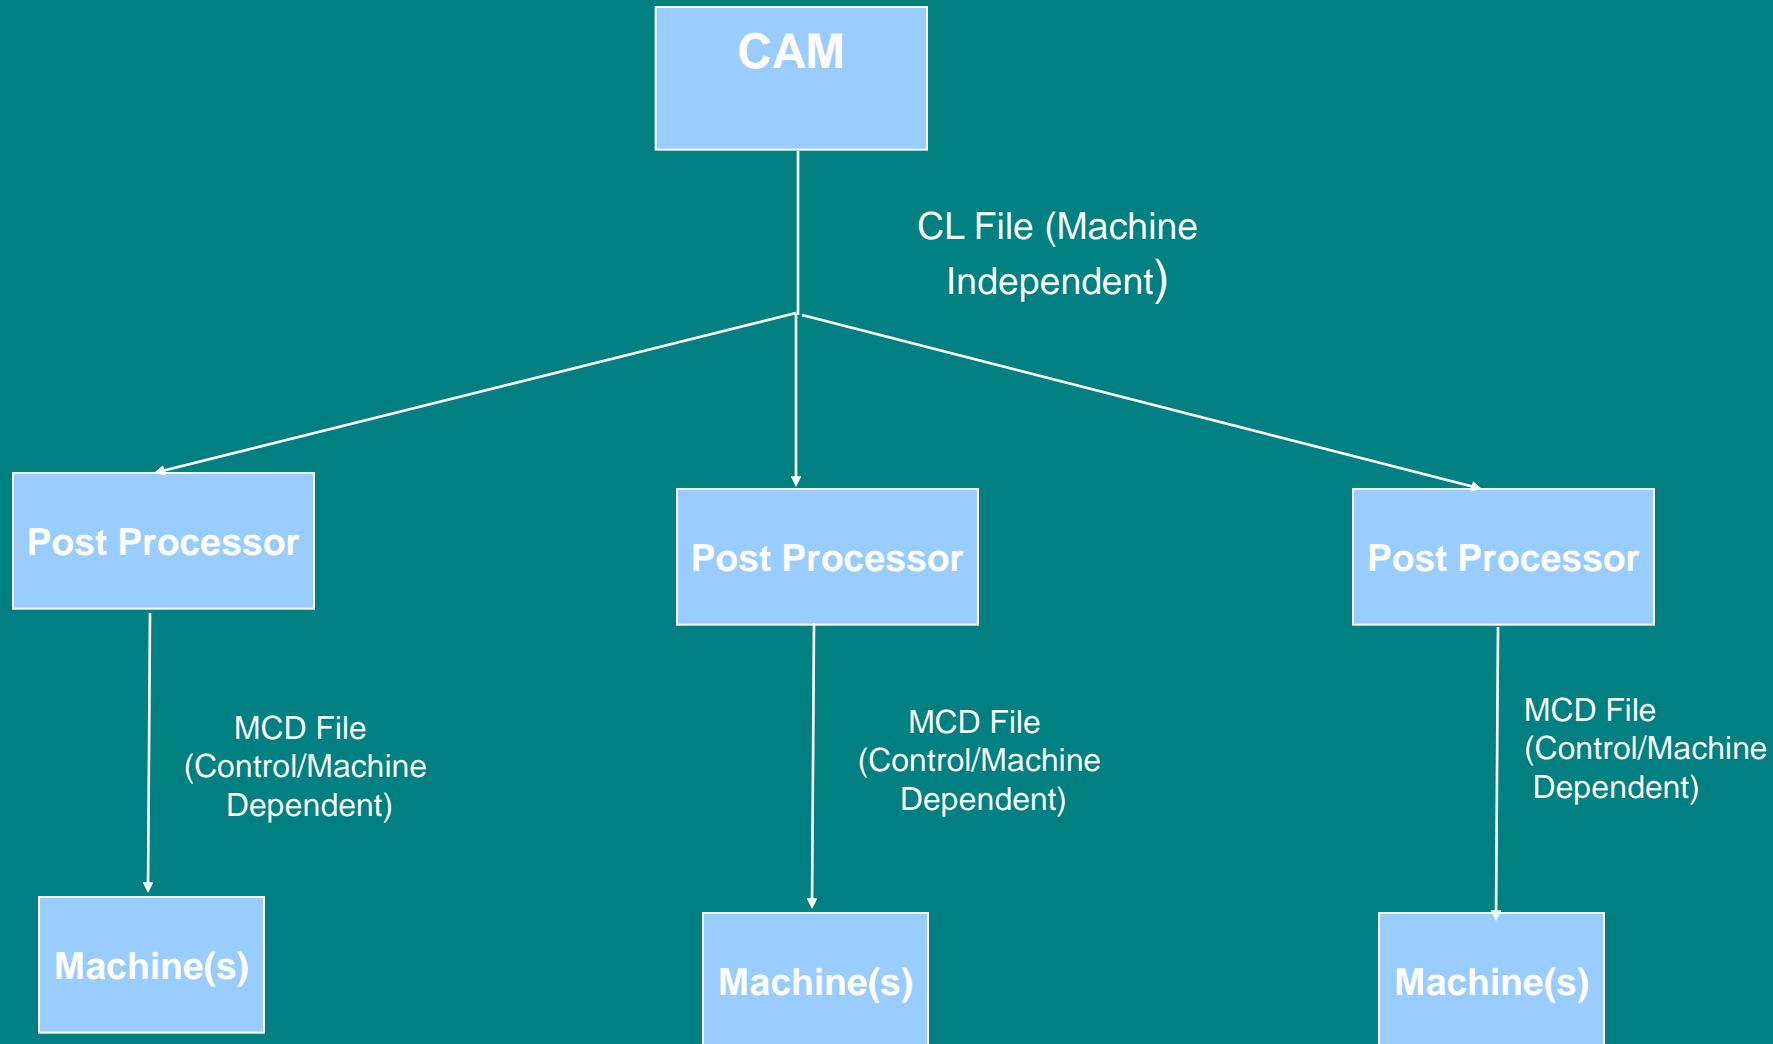 CAM
CL File (Machine
Independent)
Post Processor
Post Processor
Post Processor
MCD File
(Control/Machine
Dependent)
MCD File
(Control/Machine
Dependent)
MCD File
(Control/Machine
Dependent)
Machine(s)
Machine(s)
Machine(s)